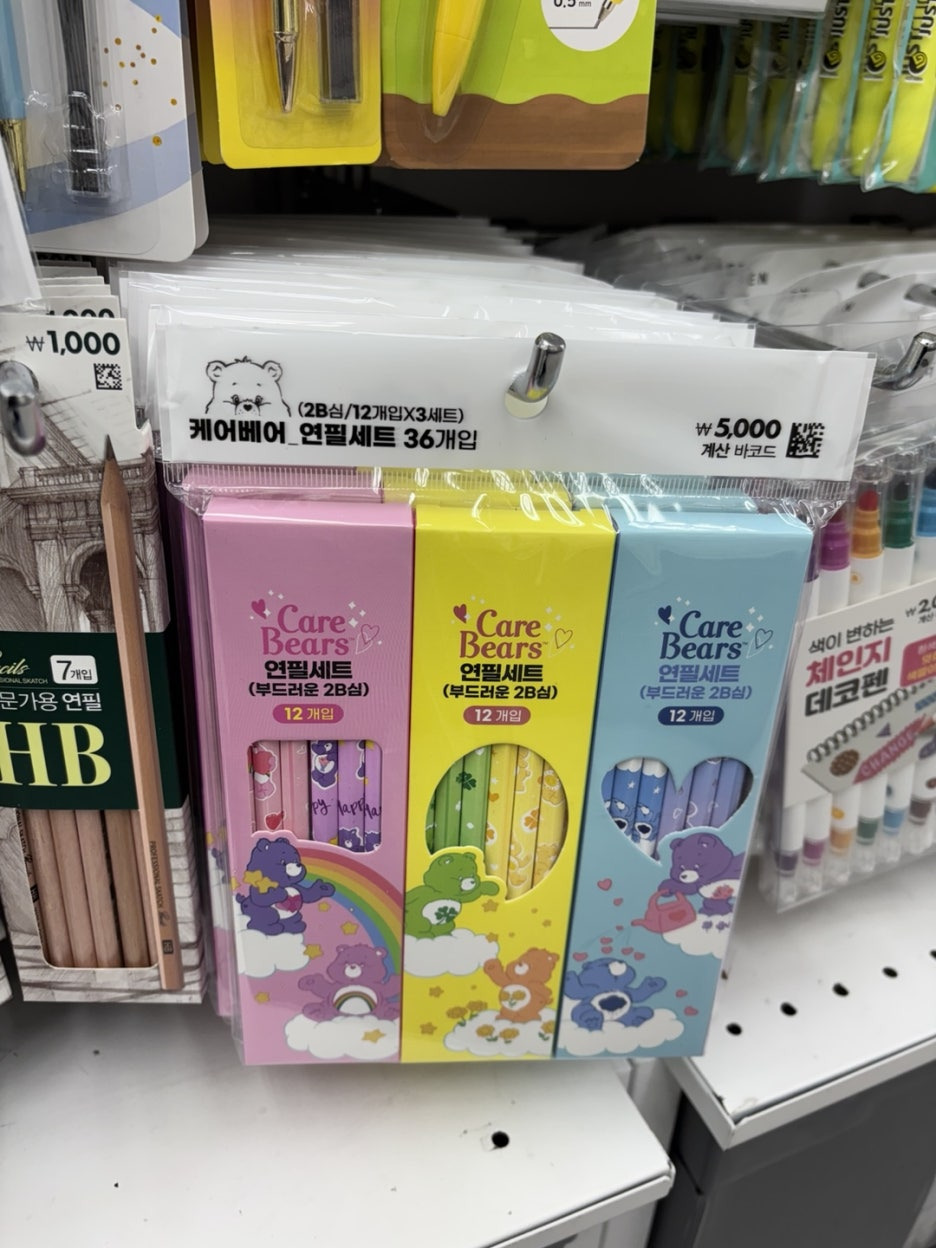 0.5 mm
₩1,000
(2B심/12개입X3세트)
케어베어_연필세트 36개입
₩5,000
계산 바코드
Care Bears
연필세트
(부드러운 2B심)
12 개입
Care Bears
연필세트
(부드러운 2B심)
12 개입
Care Bears
연필세트
(부드러운 2B심)
12 개입
7개입
문가용 연필
HB
색이 변하는
체인지
데코펜